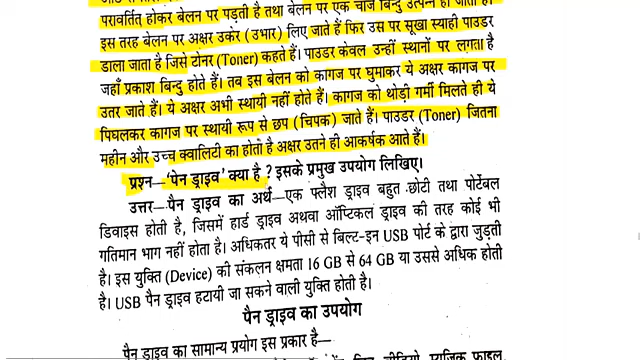 परावर्तित होकर बेलन पर पड़ती है तथा बेलन पर एक चार्ज बिन्दु उत्पन्न हो जाता है।
इस तरह बेलन पर अक्षर उकेर (उभार) लिए जाते हैं फिर उस पर सूखा स्याही पाउडर
डाला जाता है जिसे टोनर (Toner) कहते हैं। पाउडर केवल उन्हीं स्थानों पर लगता है
जहाँ प्रकाश बिन्दु होते हैं। तब इस बेलन को कागज पर घुमाकर ये अक्षर कागज पर
उतर जाते हैं। ये अक्षर अभी स्थायी नहीं होते हैं। कागज को थोड़ी गर्मी मिलते ही ये
पिघलकर कागज पर स्थायी रूप से छप (चिपक) जाते हैं। पाउडर (Toner) जितना
महीन और उच्च क्वालिटी का होता है अक्षर उतने ही आकर्षक आते हैं।
प्रश्न—'पेन ड्राइव' क्या है ? इसके प्रमुख उपयोग लिखिए।
उत्तर—पैन ड्राइव का अर्थ—एक फ्लैश ड्राइव बहुत छोटी तथा पोर्टेबल
डिवाइस होती है, जिसमें हार्ड ड्राइव अथवा ऑप्टिकल ड्राइव की तरह कोई भी
गतिमान भाग नहीं होता है। अधिकतर ये पीसी से बिल्ट-इन USB पोर्ट के द्वारा जुड़ती
है। इस युक्ति (Device) की संकलन क्षमता 16 GB से 64 GB या उससे अधिक होती
है। USB पैन ड्राइव हटायी जा सकने वाली युक्ति होती है।
पैन ड्राइव का उपयोग
पैन ड्राइव का सामान्य प्रयोग इस प्रकार है—